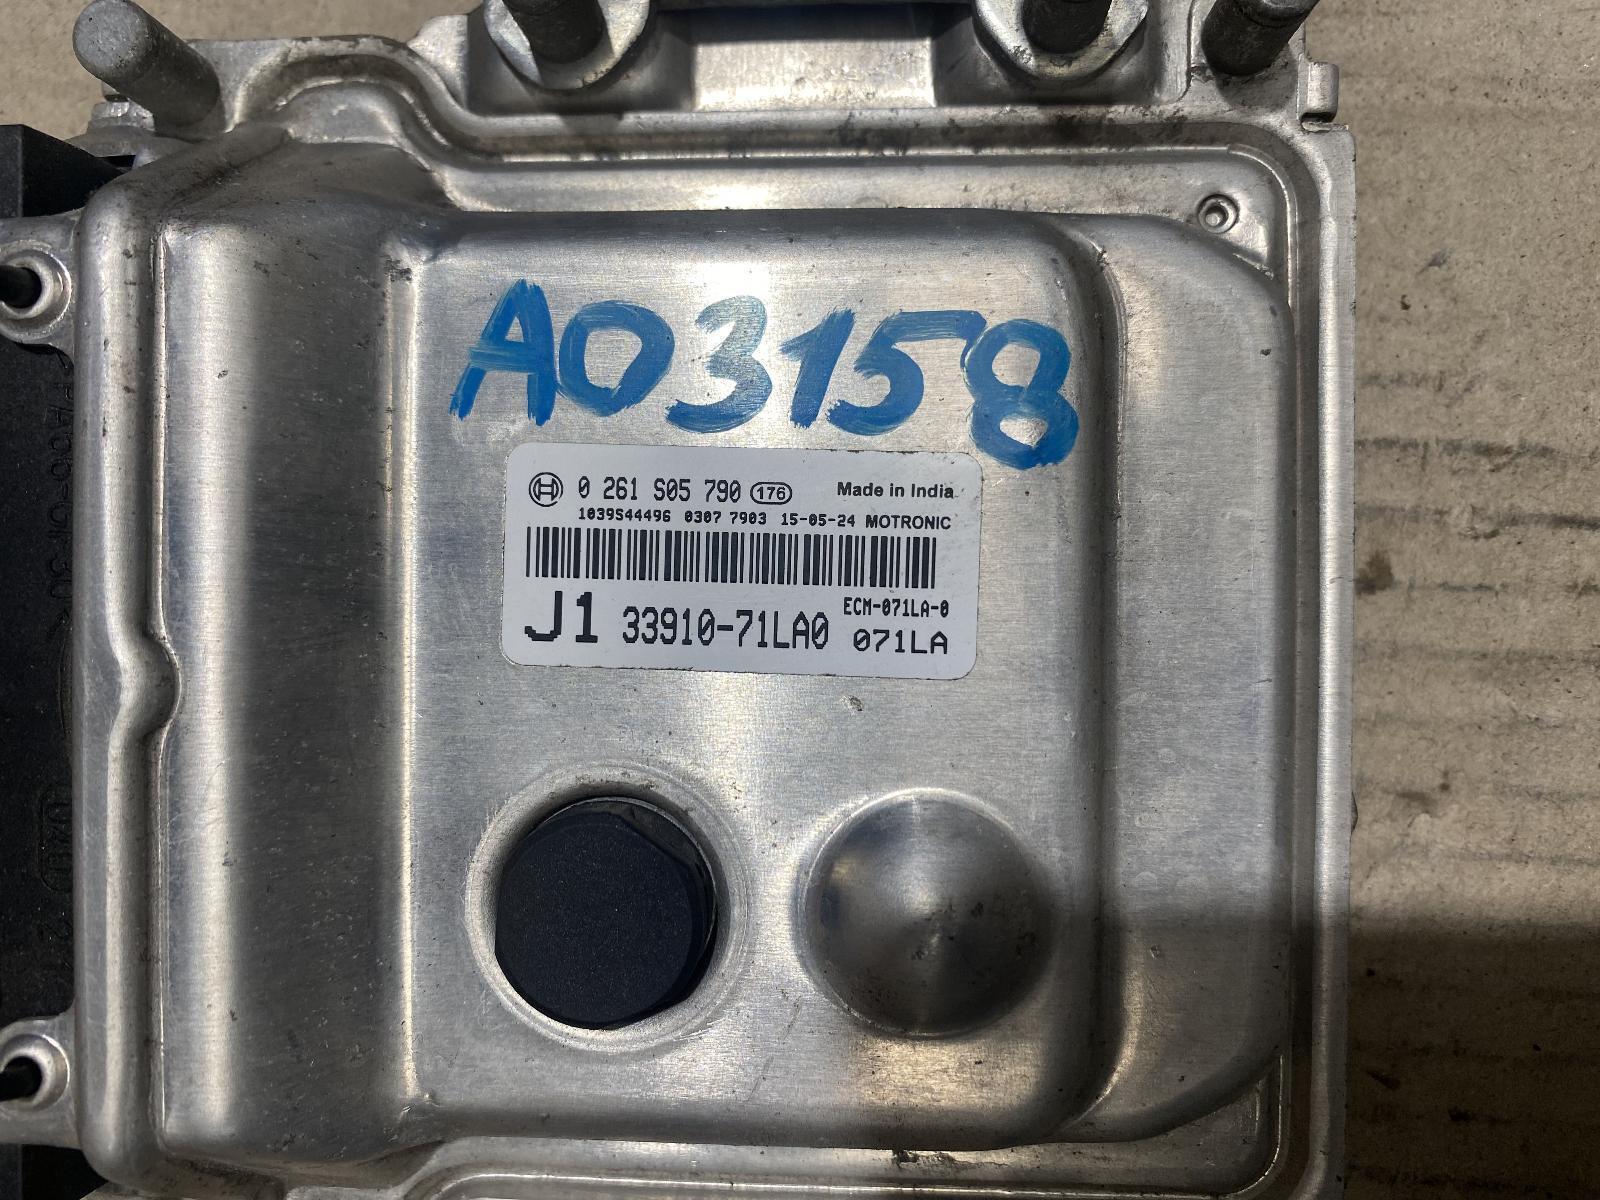 A03158
0 261 S05 790 176 Made in India
1039S44496 0307 7903 15-05-24 MOTRONIC
ECM-071LA-0
J1 33910-71LA0 071LA